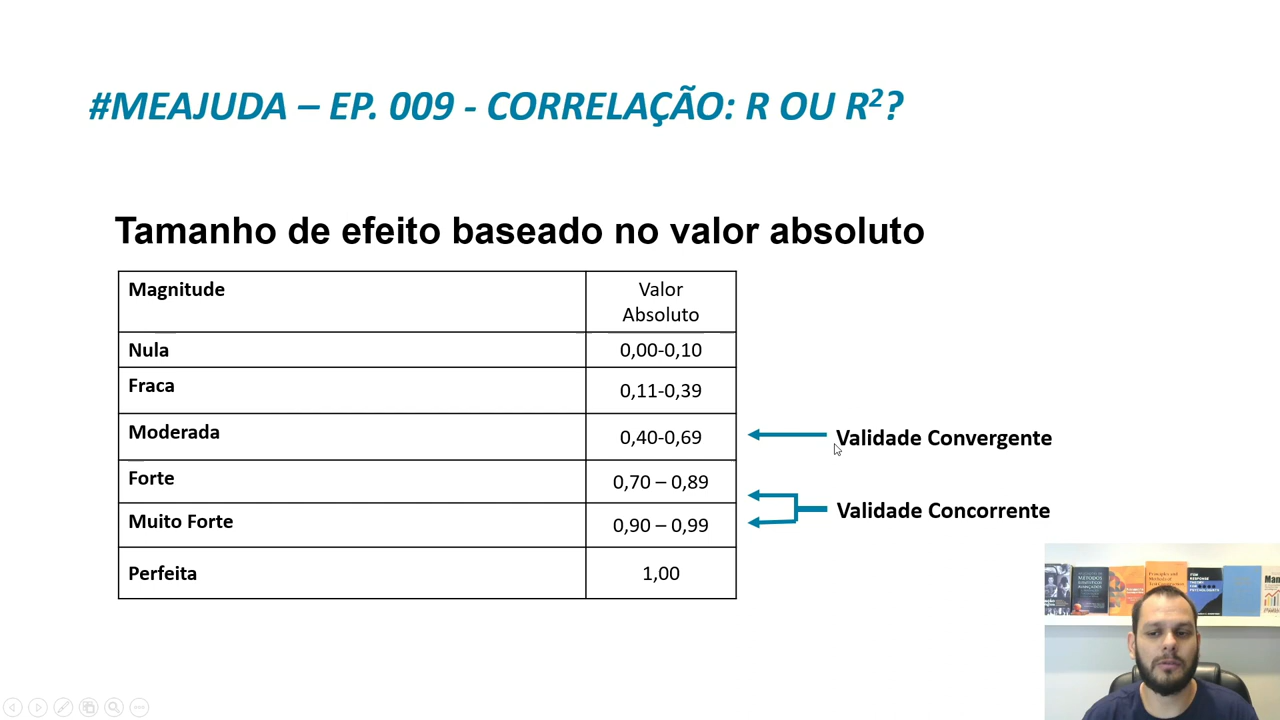 #MEAJUDA – EP. 009 - CORRELAÇÃO: R OU R²?
Tamanho de efeito baseado no valor absoluto
Magnitude
Valor
Absoluto
Nula
0,00-0,10
Fraca
0,11-0,39
Moderada
0,40-0,69
Validade Convergente
Forte
0,70 – 0,89
Validade Concorrente
Muito Forte
0,90 – 0,99
Perfeita
1,00